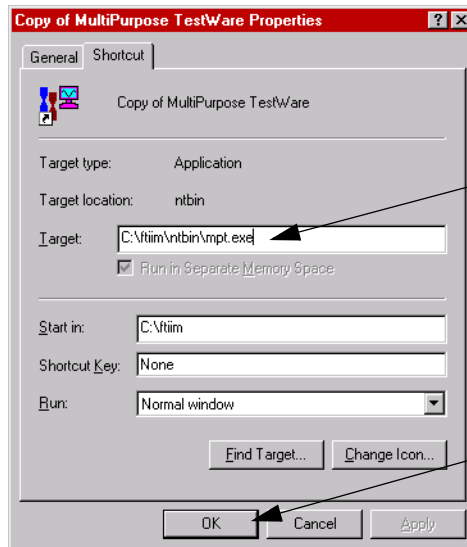 Copy of MultiPurpose TestWare Properties
General Shortcut
Copy of MultiPurpose TestWare
Target type: Application
Target location: ntbin
Target: C:\ftiim\ntbin\mpt.exe
Run in Separate Memory Space
Start in: C:\ftiim
Shortcut Key: None
Run: Normal window
Find Target... Change Icon...
OK Cancel Apply